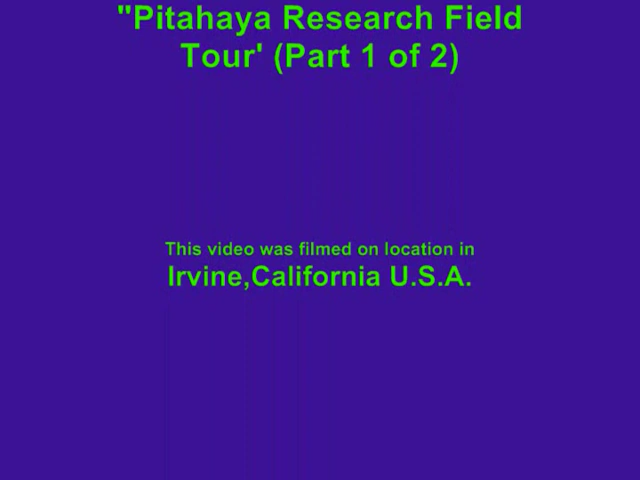 "Pitahaya Research Field
Tour' (Part 1 of 2)
This video was filmed on location in
Irvine,California U.S.A.